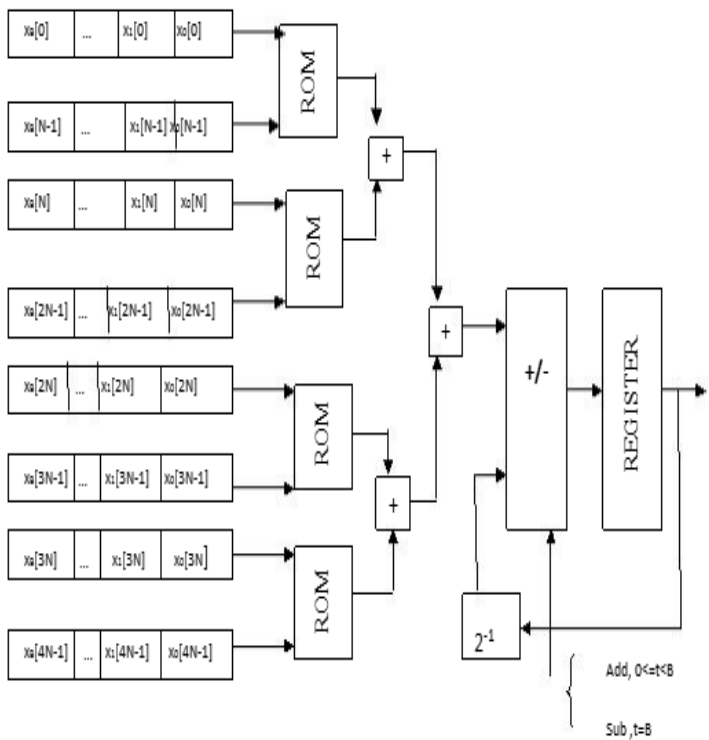 xB[0] ... x1[0] x0[0]
ROM
xB[N-1] ... x1[N-1] x0[N-1]
+
xB[N] ... x1[N] x0[N]
ROM
xB[2N-1] ... x1[2N-1] x0[2N-1]
+
+/-
REGISTER
xB[2N] ... x1[2N] x0[2N]
ROM
xB[3N-1] ... x1[3N-1] x0[3N-1]
+
xB[3N] ... x1[3N] x0[3N]
ROM
2⁻¹
xB[4N-1] ... x1[4N-1] x0[4N-1]
Add, 0<=t<B
Sub ,t=B